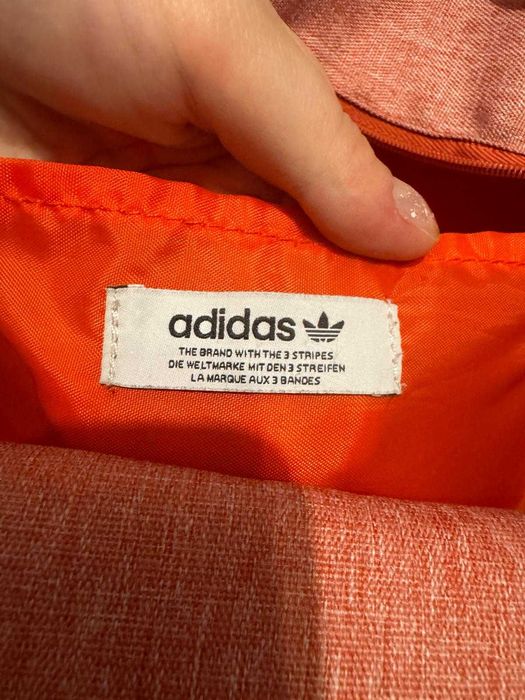 adidas
THE BRAND WITH THE 3 STRIPES
DIE WELTMARKE MIT DEN 3 STREIFEN
LA MARQUE AUX 3 BANDES